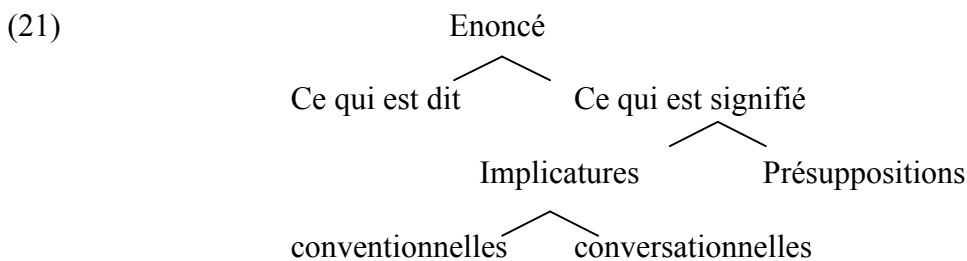 (21) Enoncé
Ce qui est dit Ce qui est signifié
Implicatures Présuppositions
conventionnelles conversationnelles